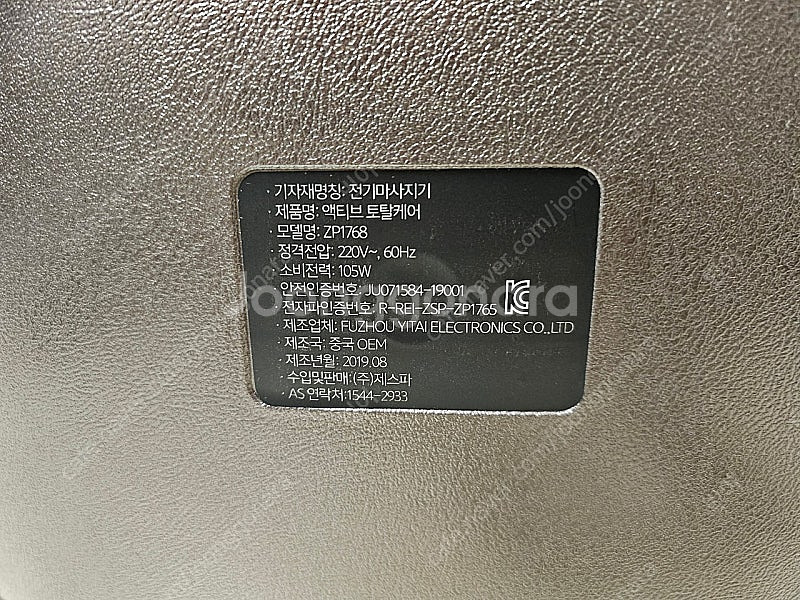 · 기자재명칭: 전기마사지기
· 제품명: 액티브 토탈케어
· 모델명: ZP1768
· 정격전압: 220V~, 60Hz
· 소비전력: 105W
· 안전인증번호: JU071584-19001
· 전자파인증번호: R-REI-ZSP-ZP1765
· 제조업체: FUZHOU YITAI ELECTRONICS CO.,LTD
· 제조국: 중국 OEM
· 제조년월: 2019.08
· 수입및판매: (주)제스파
· AS 연락처:1544-2933
joonggonara